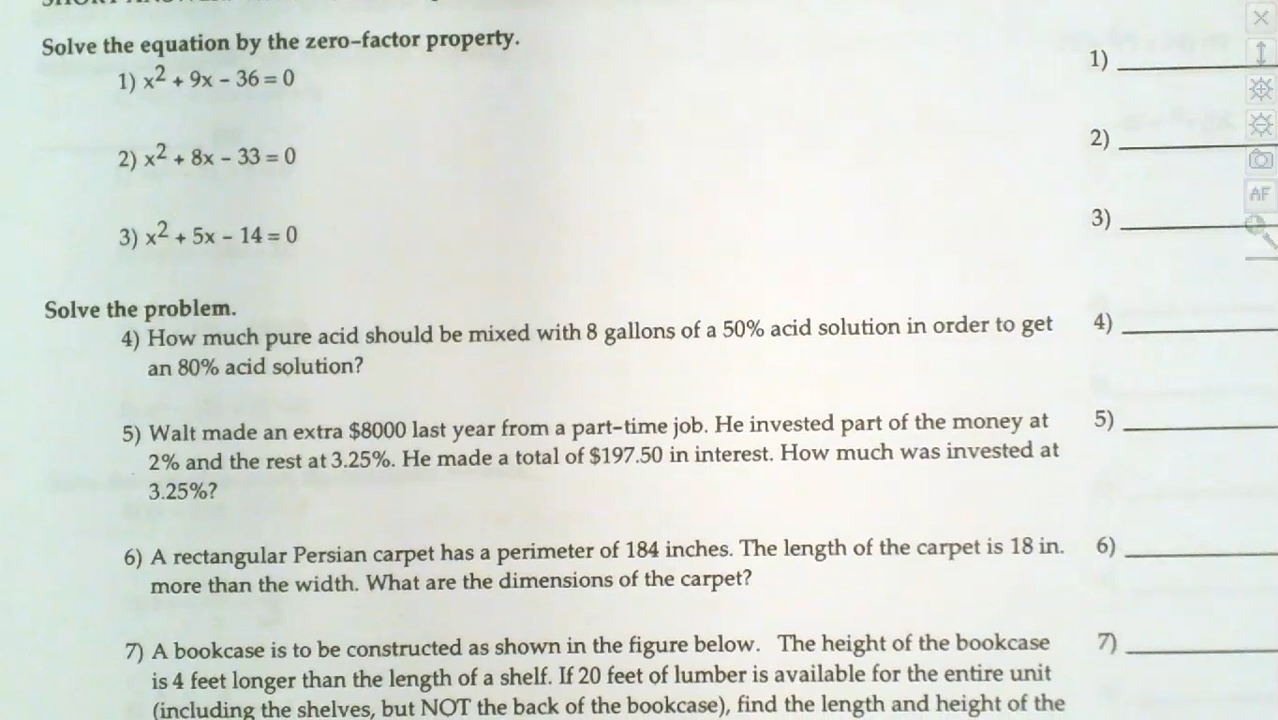 Solve the equation by the zero-factor property.
1) x² + 9x - 36 = 0
1)
2) x² + 8x - 33 = 0
2)
3) x² + 5x - 14 = 0
3)
Solve the problem.
4) How much pure acid should be mixed with 8 gallons of a 50% acid solution in order to get
an 80% acid solution?
4)
5) Walt made an extra $8000 last year from a part-time job. He invested part of the money at
2% and the rest at 3.25%. He made a total of $197.50 in interest. How much was invested at
3.25%?
5)
6) A rectangular Persian carpet has a perimeter of 184 inches. The length of the carpet is 18 in.
more than the width. What are the dimensions of the carpet?
6)
7) A bookcase is to be constructed as shown in the figure below. The height of the bookcase
is 4 feet longer than the length of a shelf. If 20 feet of lumber is available for the entire unit
(including the shelves, but NOT the back of the bookcase), find the length and height of the
7)
AF